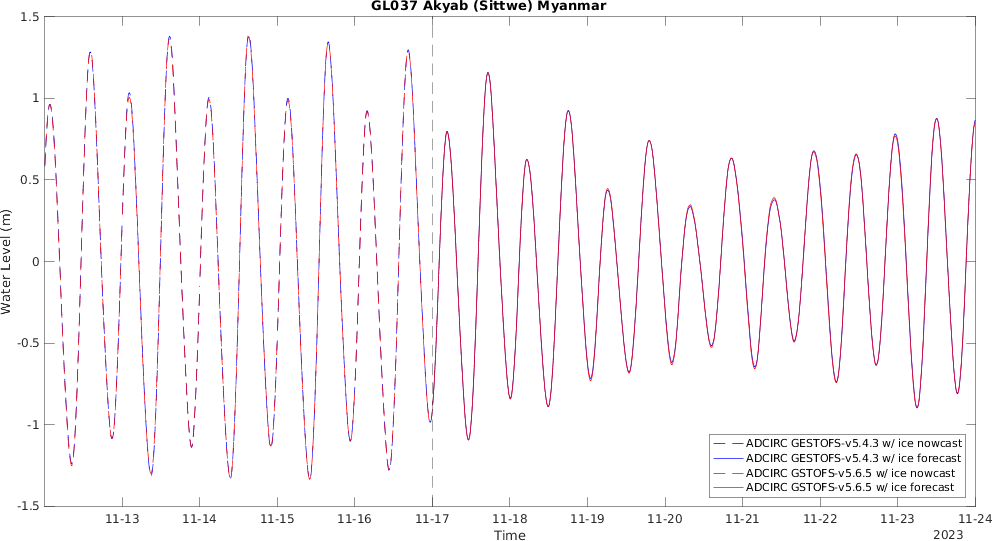 GL037 Akyab (Sittwe) Myanmar
1.5
1
0.5
0
-0.5
-1
-1.5
Water Level (m)
11-13
11-14
11-15
11-16
11-17
11-18
11-19
11-20
11-21
11-22
11-23
11-24
Time
2023
ADCIRC GESTOFS-v5.4.3 w/ ice nowcast
ADCIRC GESTOFS-v5.4.3 w/ ice forecast
ADCIRC GSTOFS-v5.6.5 w/ ice nowcast
ADCIRC GSTOFS-v5.6.5 w/ ice forecast